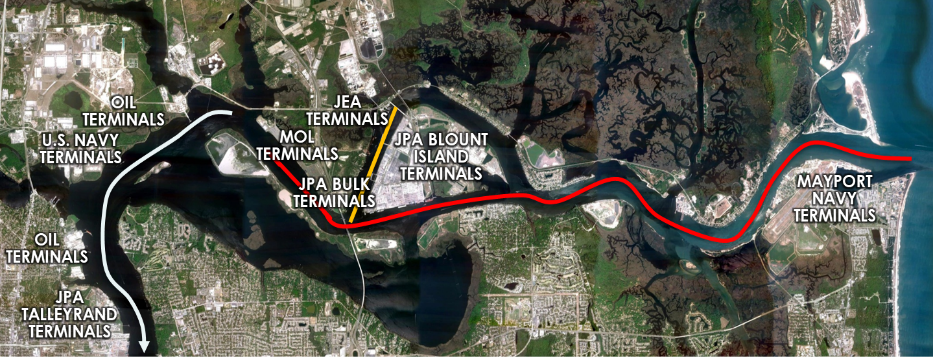 OIL
TERMINALS
U.S. NAVY
TERMINALS
JEA
TERMINALS
MOL
TERMINALS
JPA BLOUNT
ISLAND
TERMINALS
JPA BULK
TERMINALS
MAYPORT
NAVY
TERMINALS
OIL
TERMINALS
JPA
TALLEYRAND
TERMINALS